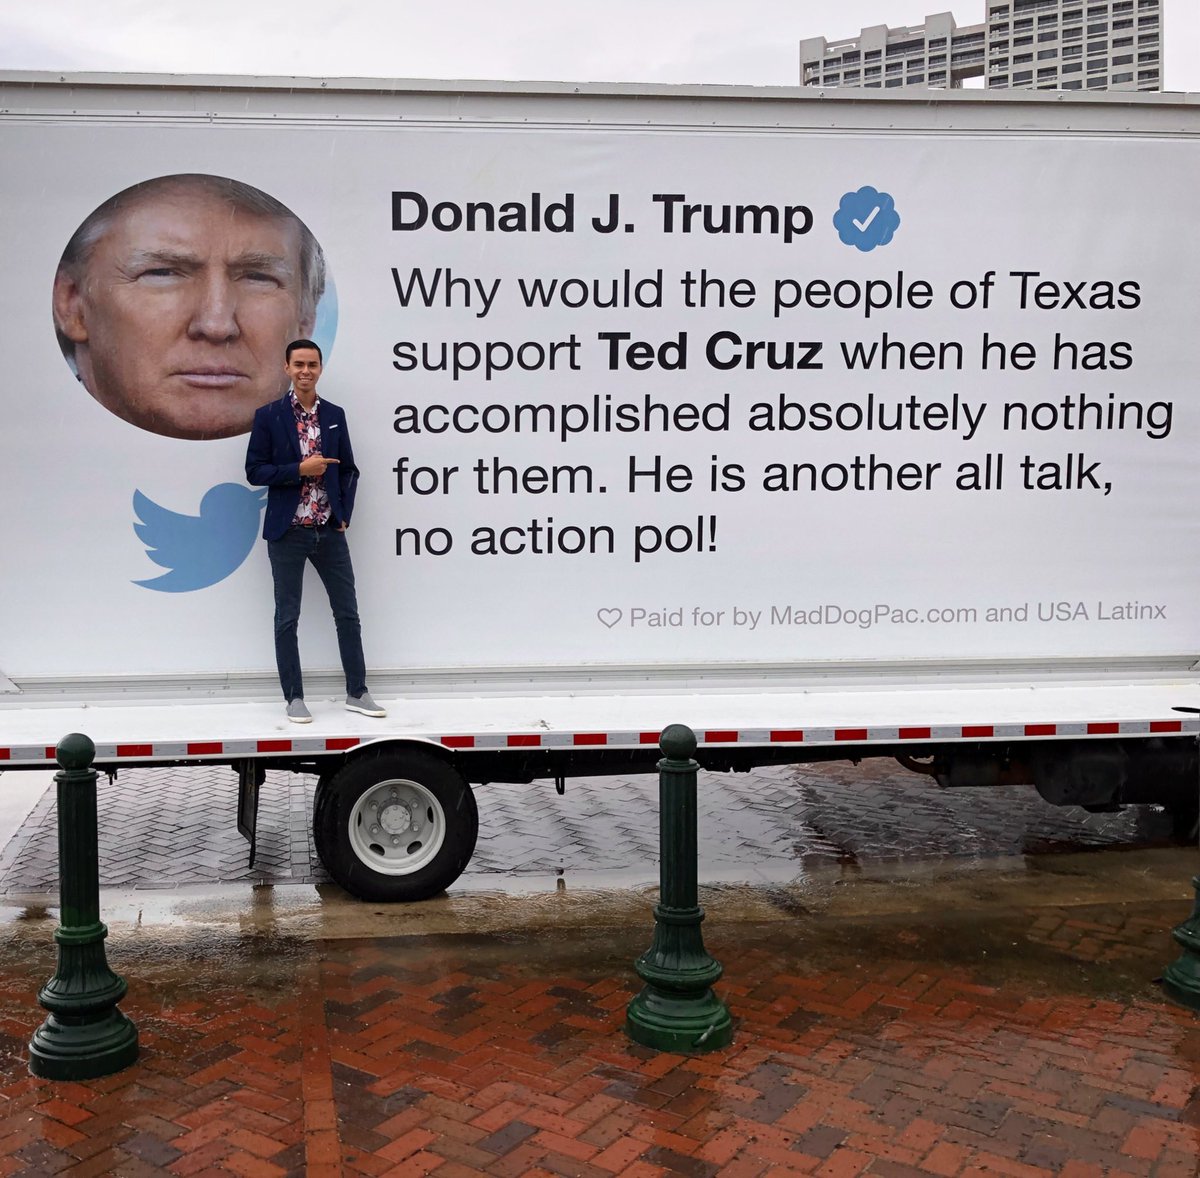 Donald J. Trump
Why would the people of Texas
support Ted Cruz when he has
accomplished absolutely nothing
for them. He is another all talk,
no action pol!
Paid for by MadDogPac.com and USA Latinx